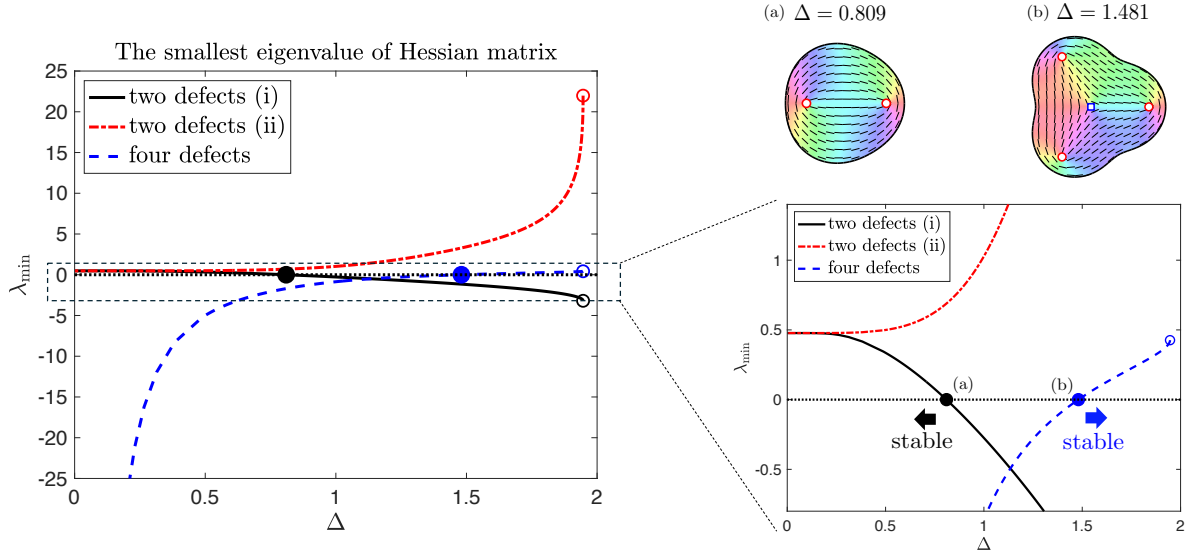 (a) Δ = 0.809
(b) Δ = 1.481
The smallest eigenvalue of Hessian matrix
25
20
15
10
5
0
-5
-10
-15
-20
-25
λmin
two defects (i)
two defects (ii)
four defects
0
0.5
1
1.5
2
Δ
two defects (i)
two defects (ii)
four defects
1
0.5
0
-0.5
λmin
(a)
(b)
stable
stable
0
0.5
1
1.5
2
Δ